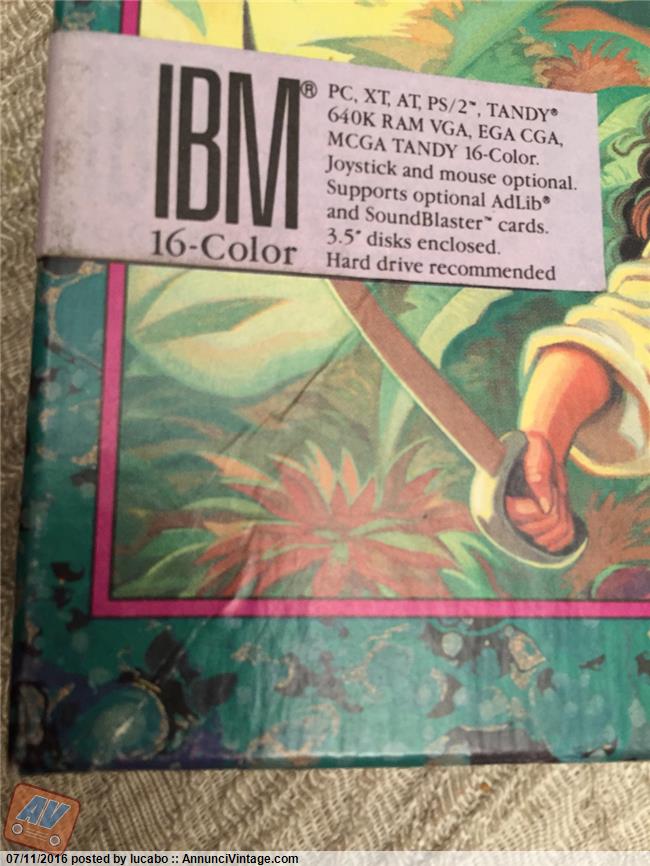 IBM®
16-Color
PC, XT, AT, PS/2™, TANDY®
640K RAM VGA, EGA CGA,
MCGA TANDY 16-Color.
Joystick and mouse optional.
Supports optional AdLib®
and SoundBlaster™ cards.
3.5" disks enclosed.
Hard drive recommended
AV
07/11/2016 posted by lucabo :: AnnunciVintage.com